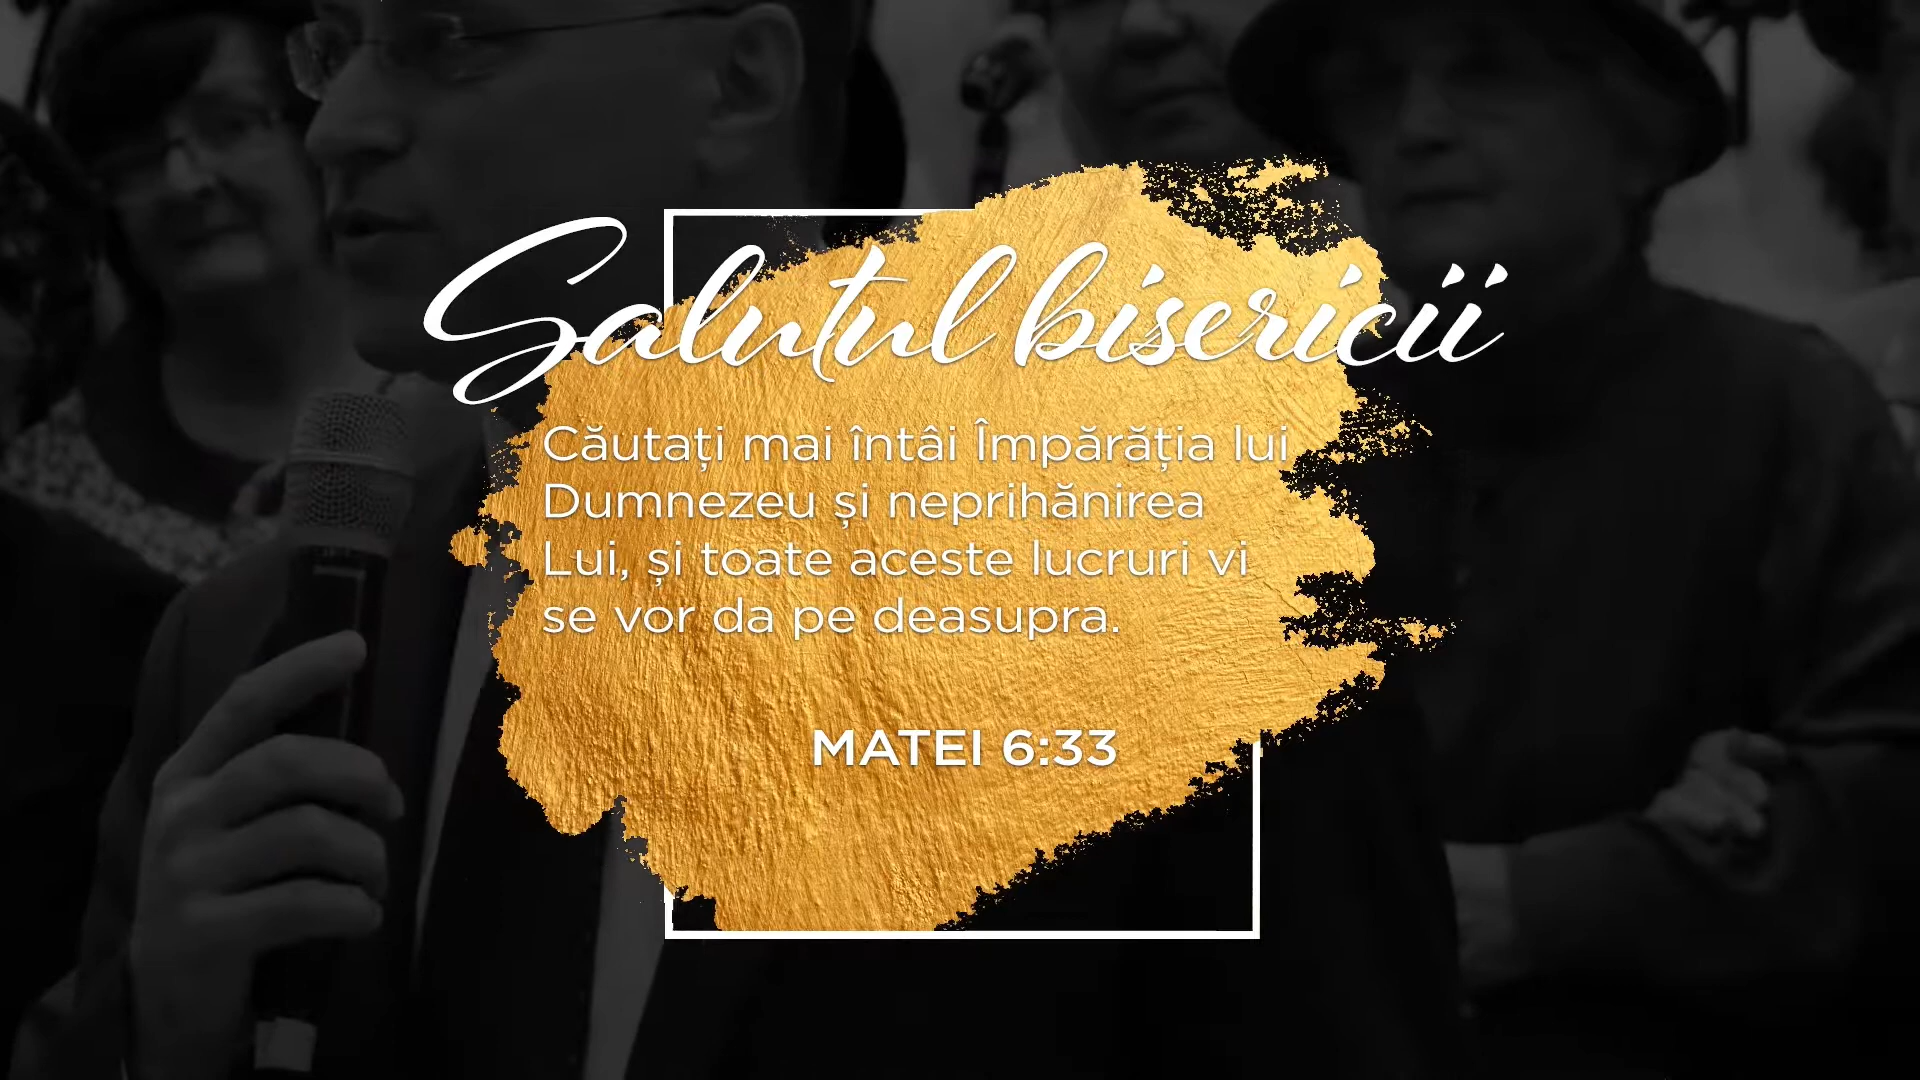 Salutul bisericii
Căutați mai întâi Împărăția lui
Dumnezeu și neprihănirea
Lui, și toate aceste lucruri vi
se vor da pe deasupra.
MATEI 6:33